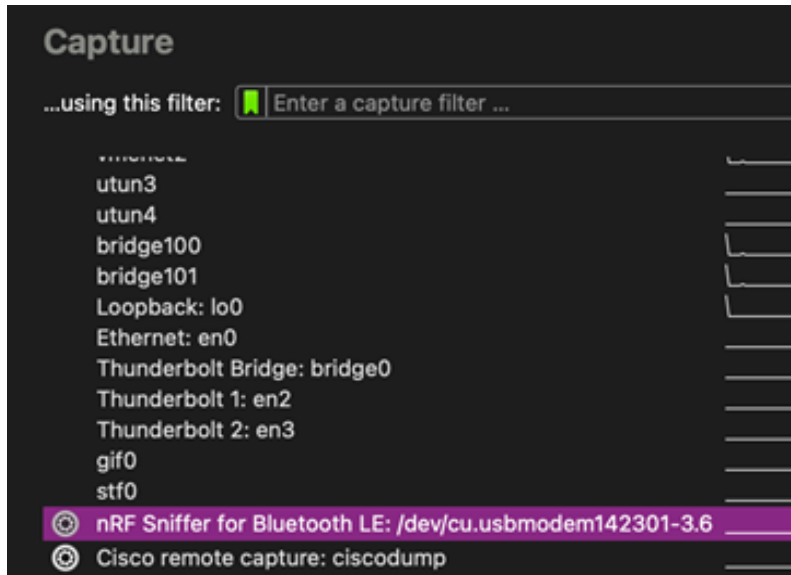 Capture
...using this filter: Enter a capture filter ...
utun3
utun4
bridge100
bridge101
Loopback: lo0
Ethernet: en0
Thunderbolt Bridge: bridge0
Thunderbolt 1: en2
Thunderbolt 2: en3
gif0
stf0
nRF Sniffer for Bluetooth LE: /dev/cu.usbmodem142301-3.6
Cisco remote capture: ciscodump